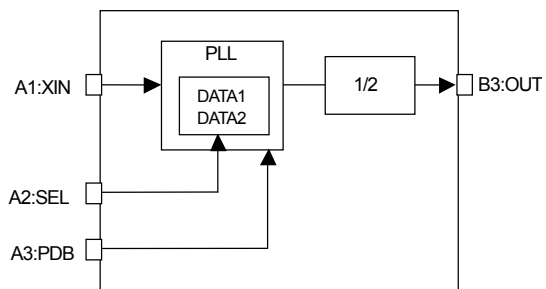 PLL
A1:XIN
DATA1
DATA2
1/2
B3:OUT
A2:SEL
A3:PDB